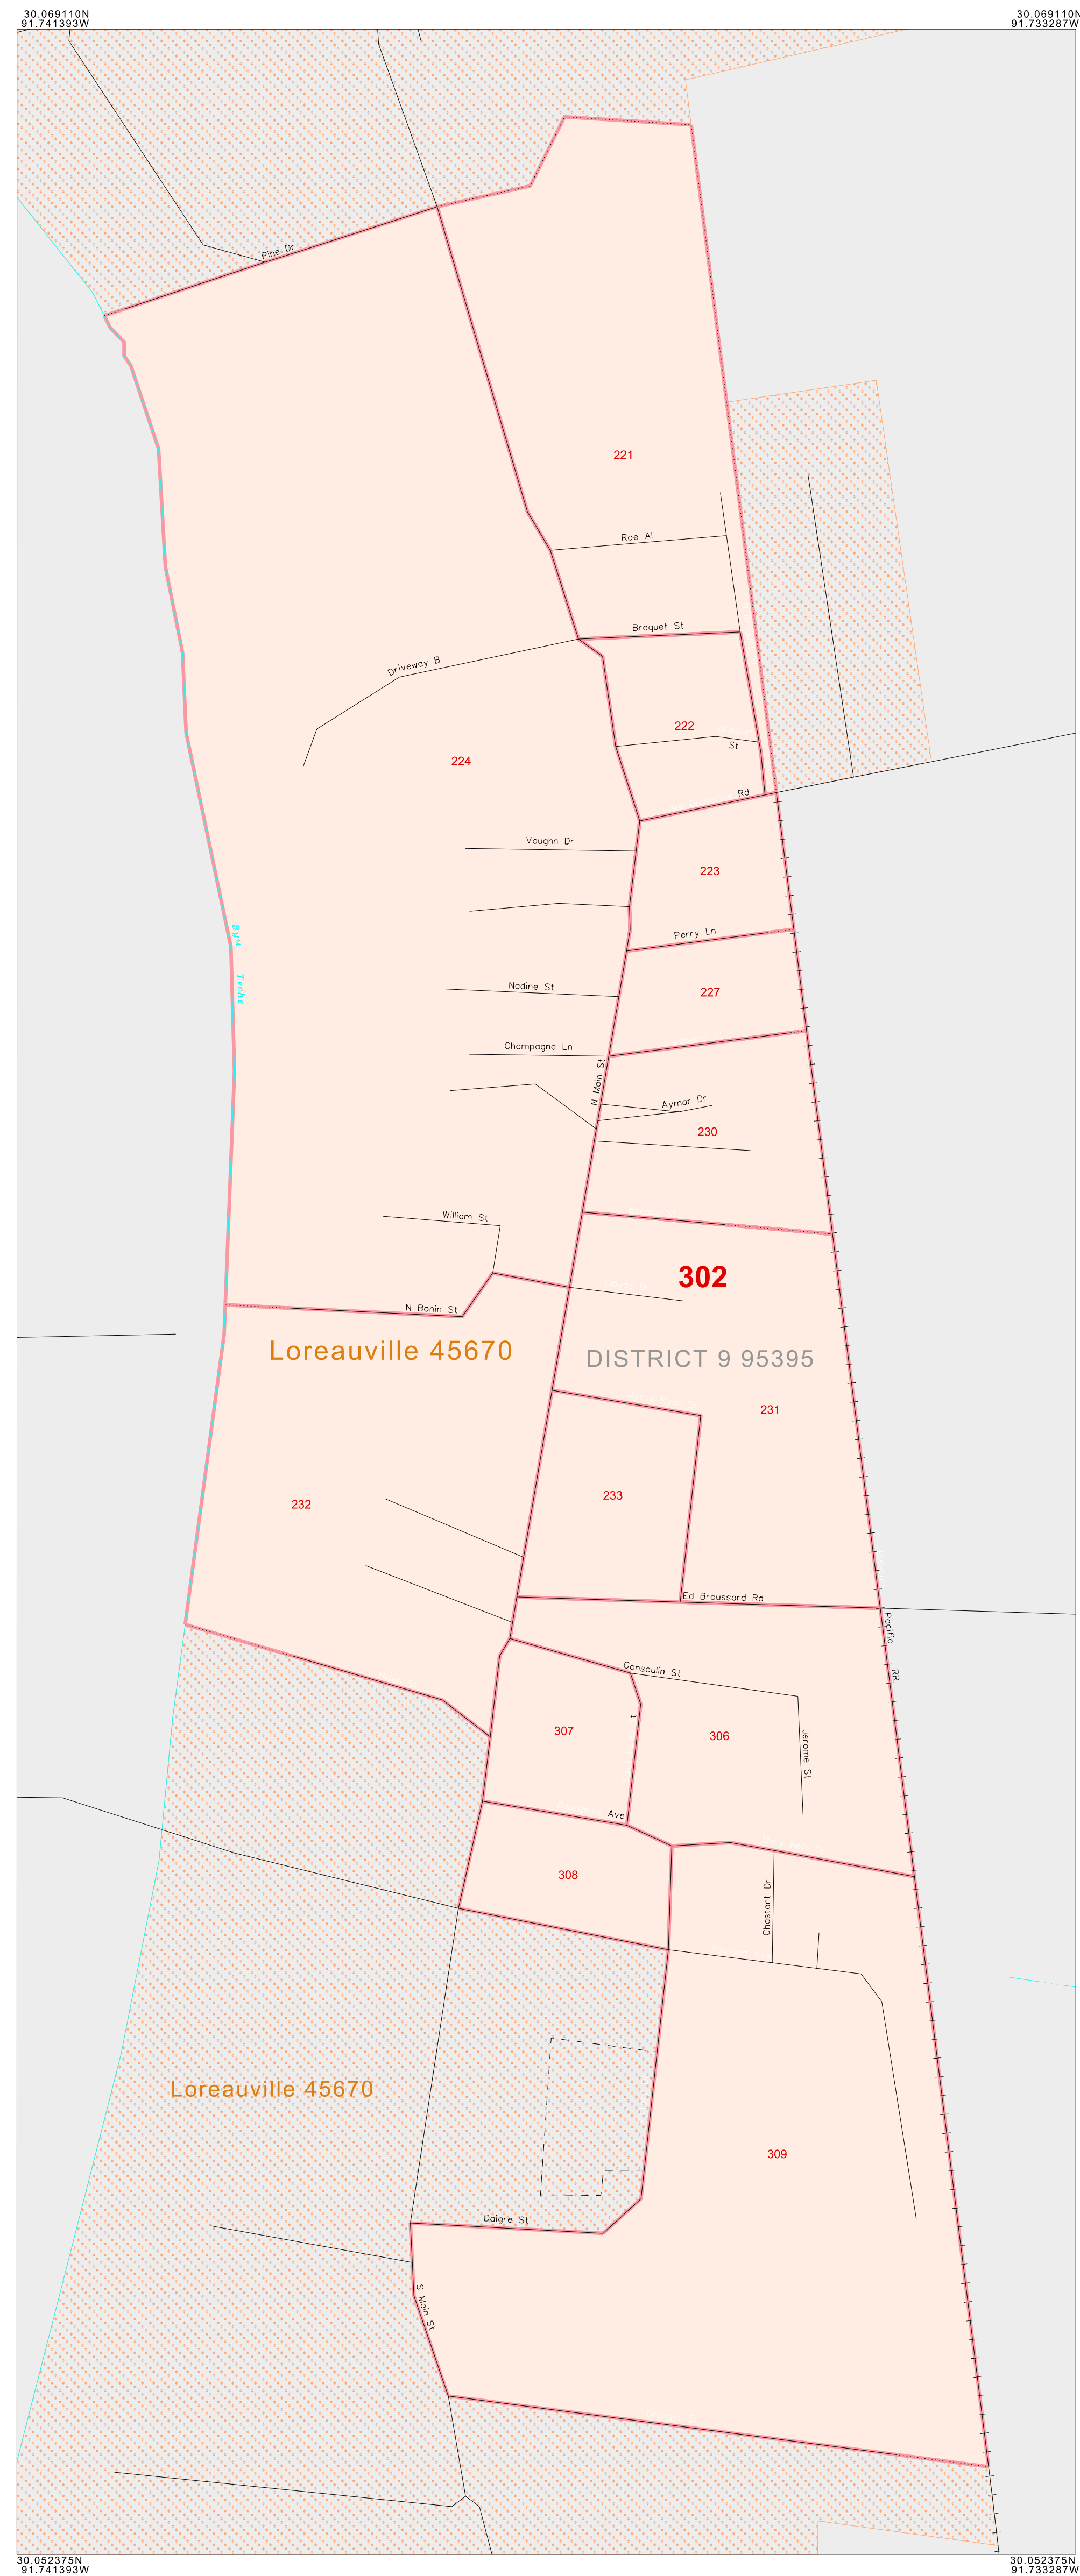 30.069110N
91.741393W
30.069110N
91.733287W
Pine Dr
221
Roe Al
Braquet St
Driveway B
222
St
224
Rd
Vaughn Dr
223
Byu Teche
Perry Ln
Nadine St
227
Champagne Ln
N Main St
Aymar Dr
230
William St
302
N Bonin St
Loreauville 45670
DISTRICT 9 95395
231
233
232
Ed Broussard Rd
Pacific RR
Gonsoulin St
307
t
306
Jerome St
Ave
308
Chastant Dr
Loreauville 45670
309
Daigre St
S Main St
30.052375N
91.741393W
30.052375N
91.733287W